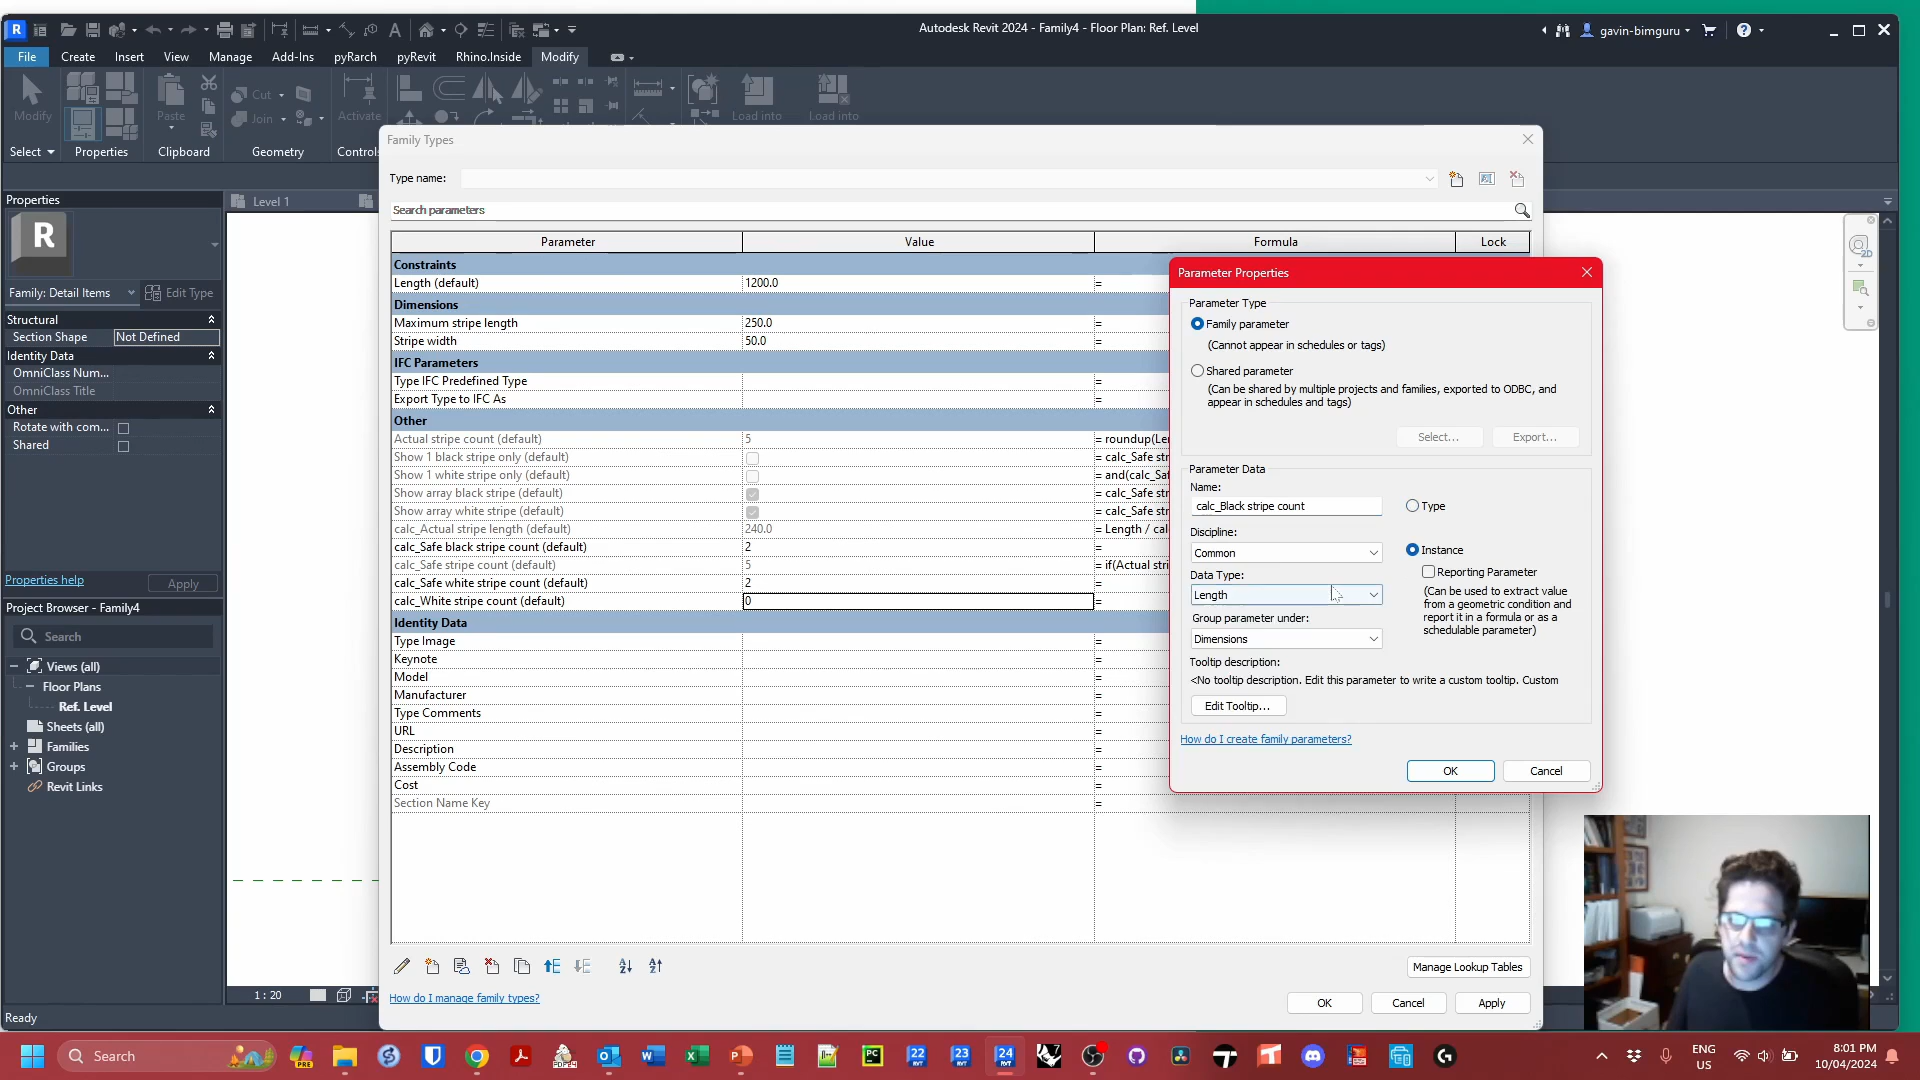 Autodesk Revit 2024 - Family4 - Floor Plan: Ref. Level
gavin-bimguru
File
Create
Insert
View
Manage
Add-Ins
pyRarch
pyRevit
Rhino.Inside
Modify
Modify
Paste
Cut
Join
Activate
Load into
Load into
Select
Properties
Clipboard
Geometry
Control
Properties
Family: Detail Items
Edit Type
Structural
Section Shape
Not Defined
Identity Data
OmniClass Num...
OmniClass Title
Other
Rotate with com...
Shared
Properties help
Apply
Project Browser - Family4
Search
Views (all)
Floor Plans
Ref. Level
Sheets (all)
Families
Groups
Revit Links
Level 1
Family Types
Type name:
Search parameters
Parameter
Value
Formula
Lock
Constraints
Length (default)
1200.0
=
Dimensions
Maximum stripe length
250.0
=
Stripe width
50.0
=
IFC Parameters
Type IFC Predefined Type
=
Export Type to IFC As
=
Other
Actual stripe count (default)
5
= roundup(Le
Show 1 black stripe only (default)
= calc_Safe str
Show 1 white stripe only (default)
= and(calc_Sa
Show array black stripe (default)
= calc_Safe str
Show array white stripe (default)
= calc_Safe str
calc_Actual stripe length (default)
240.0
= Length / calc
calc_Safe black stripe count (default)
2
=
calc_Safe stripe count (default)
5
= if(Actual stri
calc_Safe white stripe count (default)
2
=
calc_White stripe count (default)
0
=
Identity Data
Type Image
=
Keynote
=
Model
=
Manufacturer
=
Type Comments
=
URL
=
Description
=
Assembly Code
=
Cost
=
Section Name Key
=
Manage Lookup Tables
How do I manage family types?
OK
Cancel
Apply
Parameter Properties
Parameter Type
Family parameter
(Cannot appear in schedules or tags)
Shared parameter
(Can be shared by multiple projects and families, exported to ODBC, and
appear in schedules and tags)
Select...
Export...
Parameter Data
Name:
calc_Black stripe count
Type
Discipline:
Common
Instance
Data Type:
Reporting Parameter
Length
(Can be used to extract value
from a geometric condition and
report it in a formula or as a
schedulable parameter)
Group parameter under:
Dimensions
Tooltip description:
<No tooltip description. Edit this parameter to write a custom tooltip. Custom
Edit Tooltip...
How do I create family parameters?
OK
Cancel
1 : 20
Ready
Search
ENG
US
8:01 PM
10/04/2024